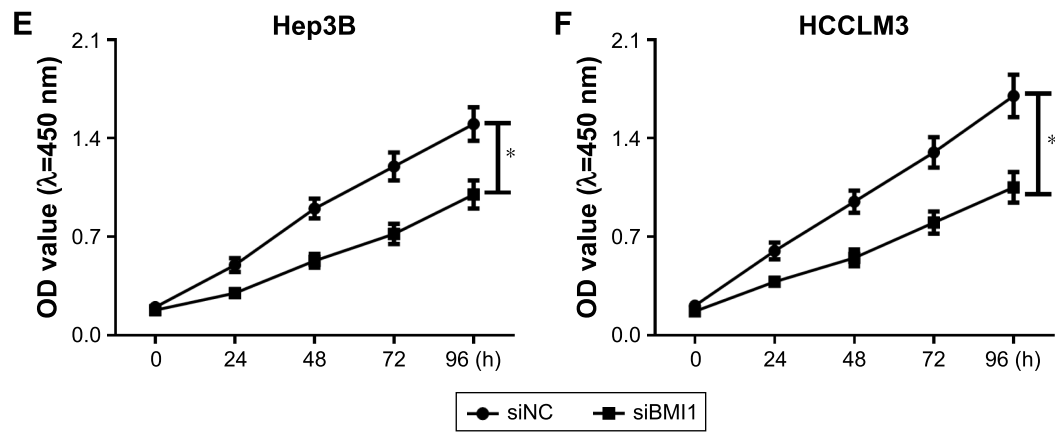 E
Hep3B
OD value (λ=450 nm)
2.1
1.4
0.7
0.0
0 24 48 72 96 (h)
*
F
HCCLM3
OD value (λ=450 nm)
2.1
1.4
0.7
0.0
0 24 48 72 96 (h)
*
siNC siBMI1